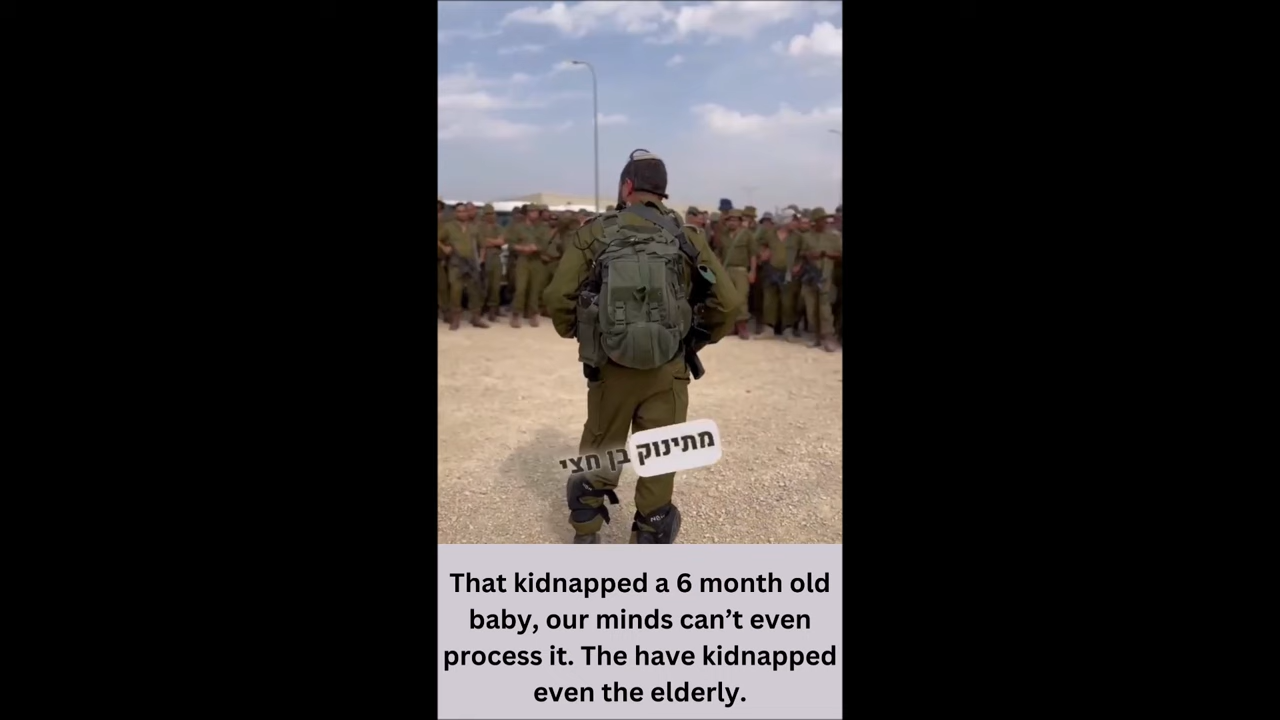 מתינוק בן חצי
That kidnapped a 6 month old
baby, our minds can’t even
process it. The have kidnapped
even the elderly.